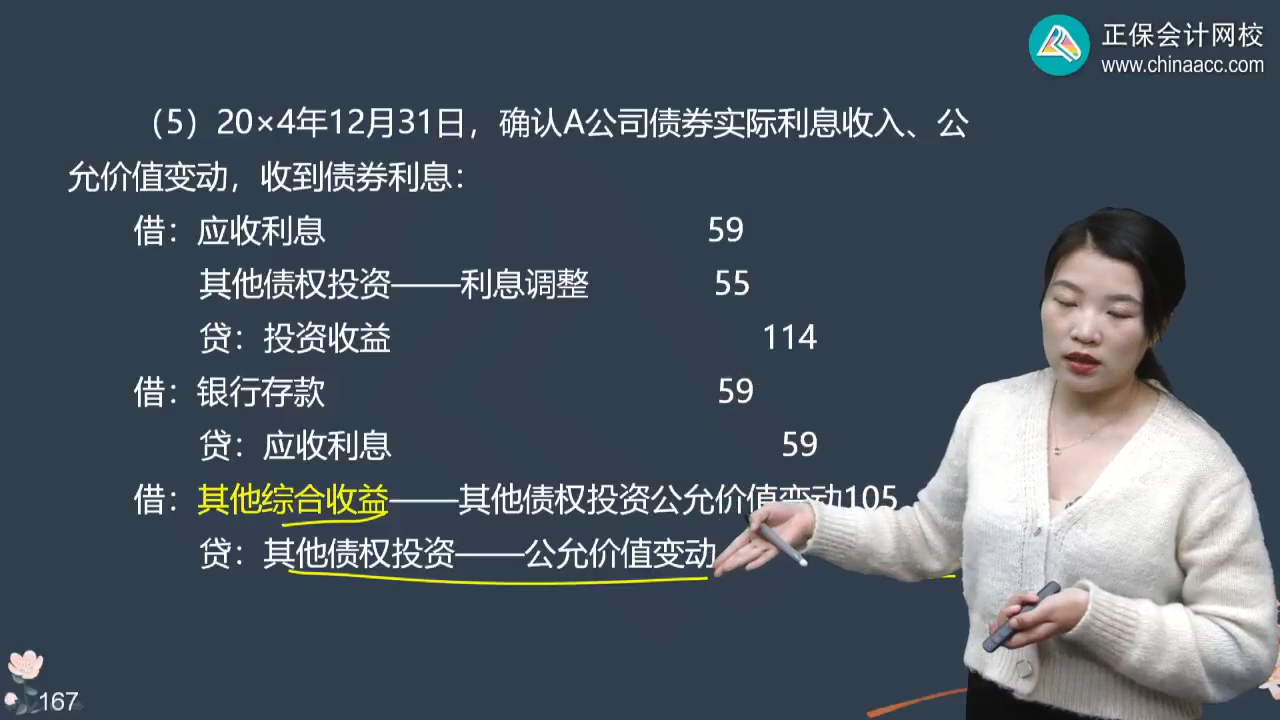 正保会计网校
www.chinaacc.com
（5）20×4年12月31日，确认A公司债券实际利息收入、公
允价值变动，收到债券利息：
借：应收利息 59
其他债权投资——利息调整 55
贷：投资收益 114
借：银行存款 59
贷：应收利息 59
借：其他综合收益——其他债权投资公允价值变动105
贷：其他债权投资——公允价值变动
167